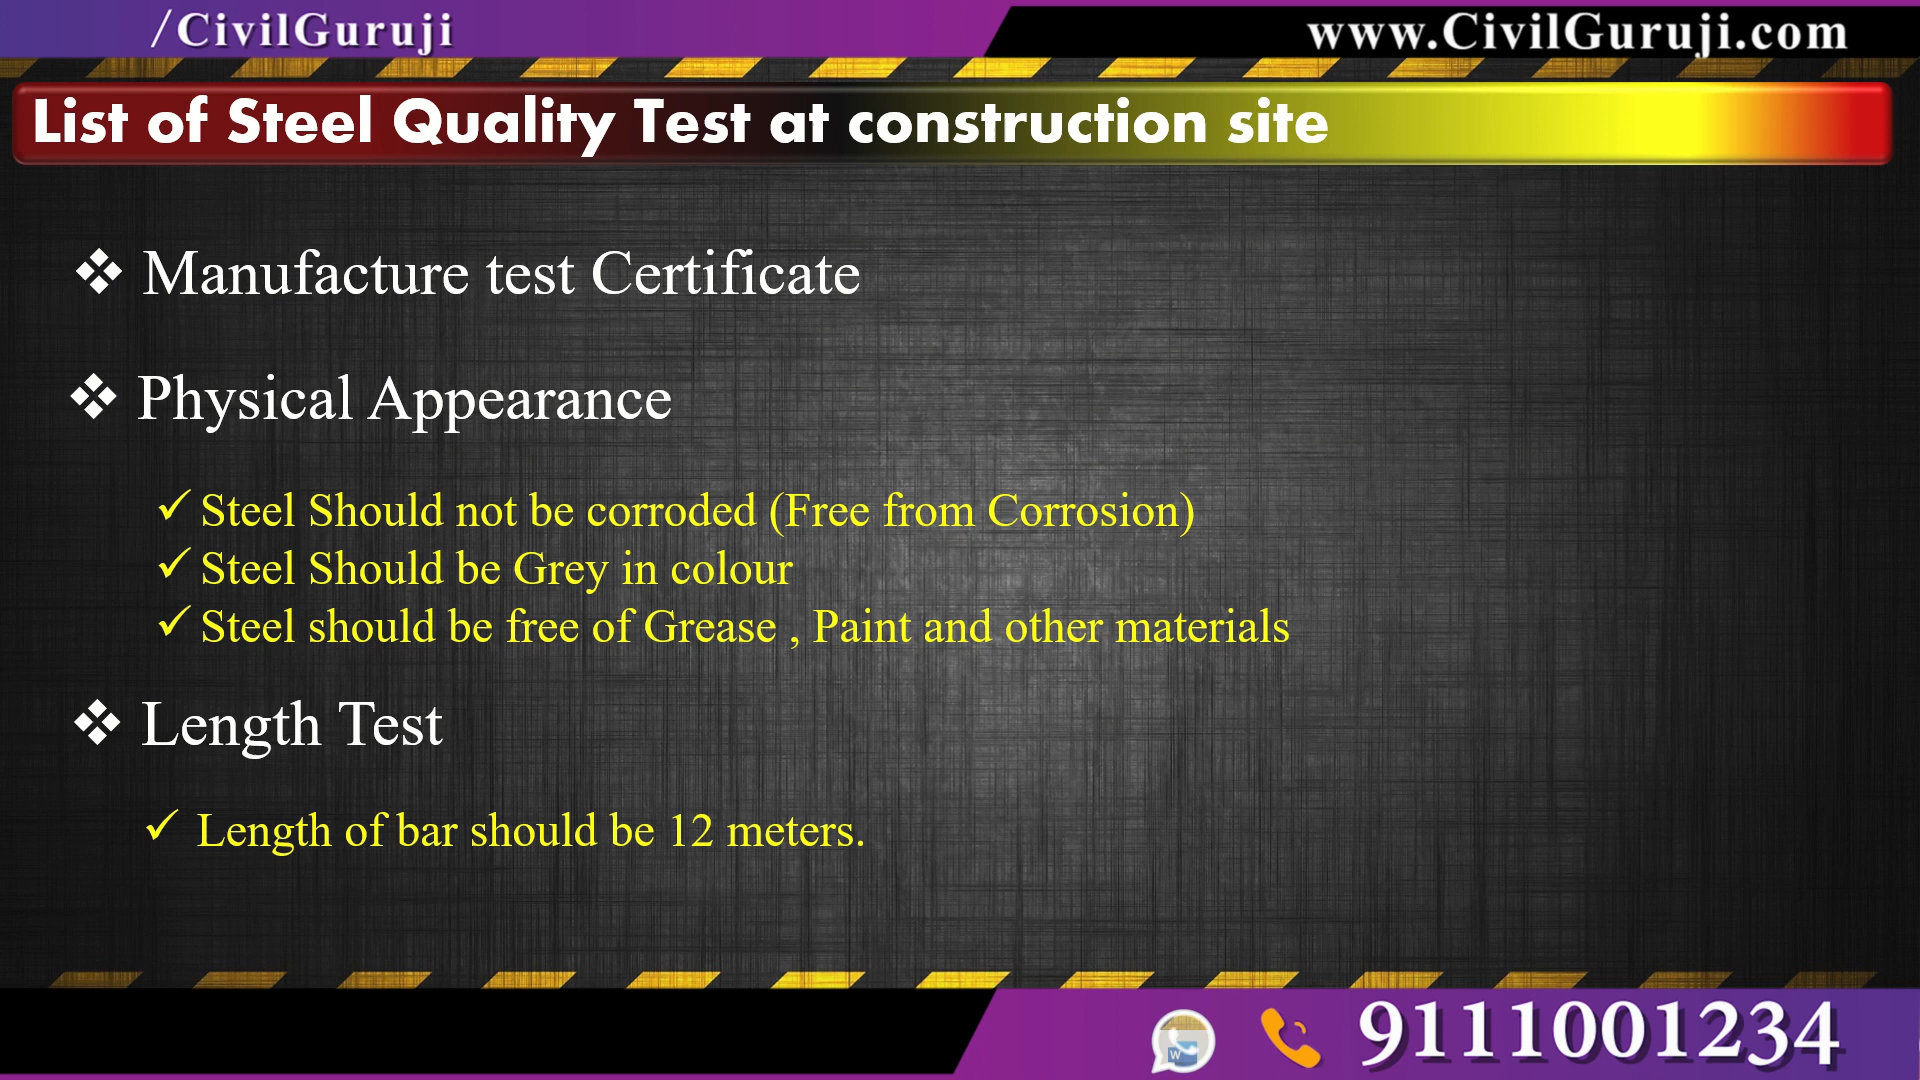 /CivilGuruji
www.CivilGuruji.com
List of Steel Quality Test at construction site
❖ Manufacture test Certificate
❖ Physical Appearance
✓ Steel Should not be corroded (Free from Corrosion)
✓ Steel Should be Grey in colour
✓ Steel should be free of Grease , Paint and other materials
❖ Length Test
✓ Length of bar should be 12 meters.
W
9111001234